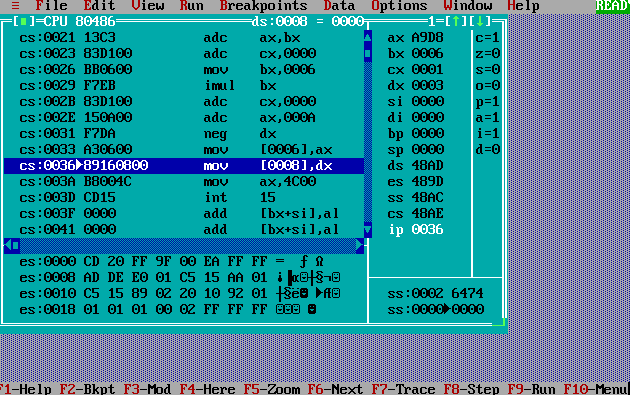 ≡ File Edit View Run Breakpoints Data Options Window Help READY
[■]=CPU 80486 ds:0008 = 0000 1=[↑][↓]
cs:0021 13C3 adc ax,bx
cs:0023 83D100 adc cx,0000
cs:0026 BB0600 mov bx,0006
cs:0029 F7EB imul bx
cs:002B 83D100 adc cx,0000
cs:002E 150A00 adc ax,000A
cs:0031 F7DA neg dx
cs:0033 A30600 mov [0006],ax
cs:0036►89160800 mov [0008],dx
cs:003A B8004C mov ax,4C00
cs:003D CD15 int 15
cs:003F 0000 add [bx+si],al
cs:0041 0000 add [bx+si],al
ax A9D8 c=1
bx 0006 z=0
cx 0001 s=0
dx 0003 o=0
si 0000 p=1
di 0000 a=1
bp 0000 i=1
sp 0000 d=0
ds 48AD
es 489D
ss 48AC
cs 48AE
ip 0036
es:0000 CD 20 FF 9F 00 EA FF FF = ƒ Ω
es:0008 AD DE E0 01 C5 15 AA 01 ¡▐α☺┼§¬☺
es:0010 C5 15 89 02 20 10 92 01 ┼§ë☻ ►Æ☺
es:0018 01 01 01 00 02 FF FF FF ☺☺☺ ☻
ss:0002 6474
ss:0000►0000
F1-Help F2-Bkpt F3-Mod F4-Here F5-Zoom F6-Next F7-Trace F8-Step F9-Run F10-Menu